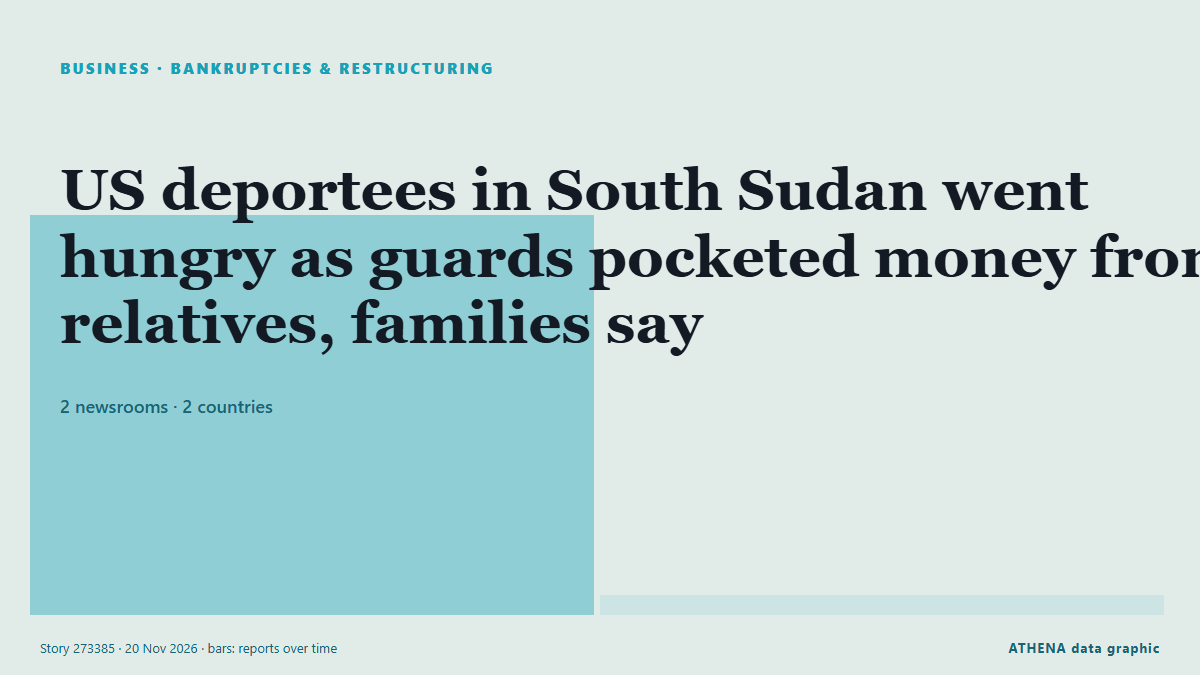 BUSINESS · BANKRUPTCIES & RESTRUCTURING
US deportees in South Sudan went
hungry as guards pocketed money
relatives, families say
2 newsrooms · 2 countries
Story 273385 · 20 Nov 2026 · bars: reports over time
ATHENA data graphic